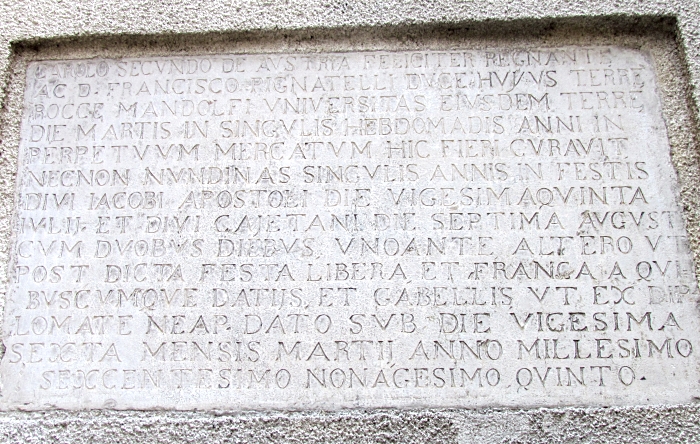 CAROLO SECVNDO DE AVSTRIA FELICITER REGNANTE
AC D. FRANCISCO PIGNATELLI DVCE HVIVS TERRE
ROCCE MANDOLFI VNIVERSITAS EIVSDEM TERRE
DIE MARTIS IN SINGVLIS HEBDOMADIS ANNI IN
PERPETVVM MERCATVM HIC FIERI CVRAVIT
NECNON NVNDINAS SINGVLIS ANNIS IN FESTIS
DIVI IACOBI APOSTOLI DIE VIGESIMAQVINTA
IVLII ET DIVI CAJETANI DIE SEPTIMA AVGVST
CVM DVOBVS DIEBVS VNOANTE ALTERO VT
POST DICTA FESTA LIBERA ET FRANCA A QVI
BVSCVMQVE DATIIS ET GABELLIS VT EX DIP
LOMATE NEAP. DATO SVB DIE VIGESIMA
SEXTA MENSIS MARTII ANNO MILLESIMO
SEXCENTESIMO NONAGESIMO QVINTO.